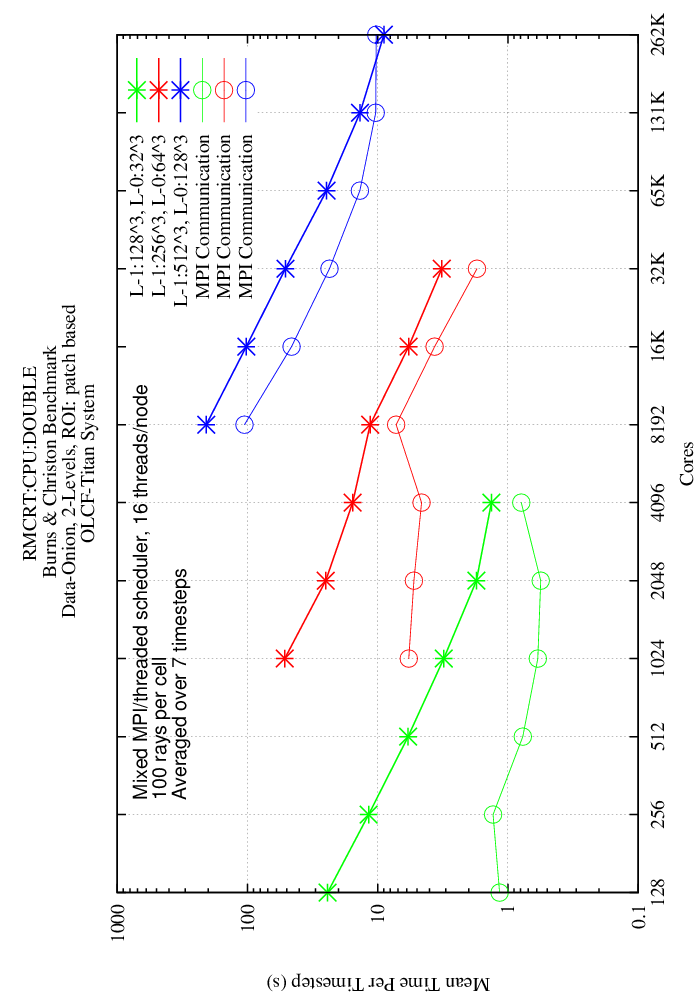 RMCRT:CPU:DOUBLE
Burns & Christon Benchmark
Data-Onion, 2-Levels, ROI: patch based
OLCF-Titan System
L-1:128^3, L-0:32^3
L-1:256^3, L-0:64^3
L-1:512^3, L-0:128^3
MPI Communication
MPI Communication
MPI Communication
Mixed MPI/threaded scheduler, 16 threads/node
100 rays per cell
Averaged over 7 timesteps
Mean Time Per Timestep (s)
1000
100
10
1
0.1
128
256
512
1024
2048
4096
8192
16K
32K
65K
131K
262K
Cores